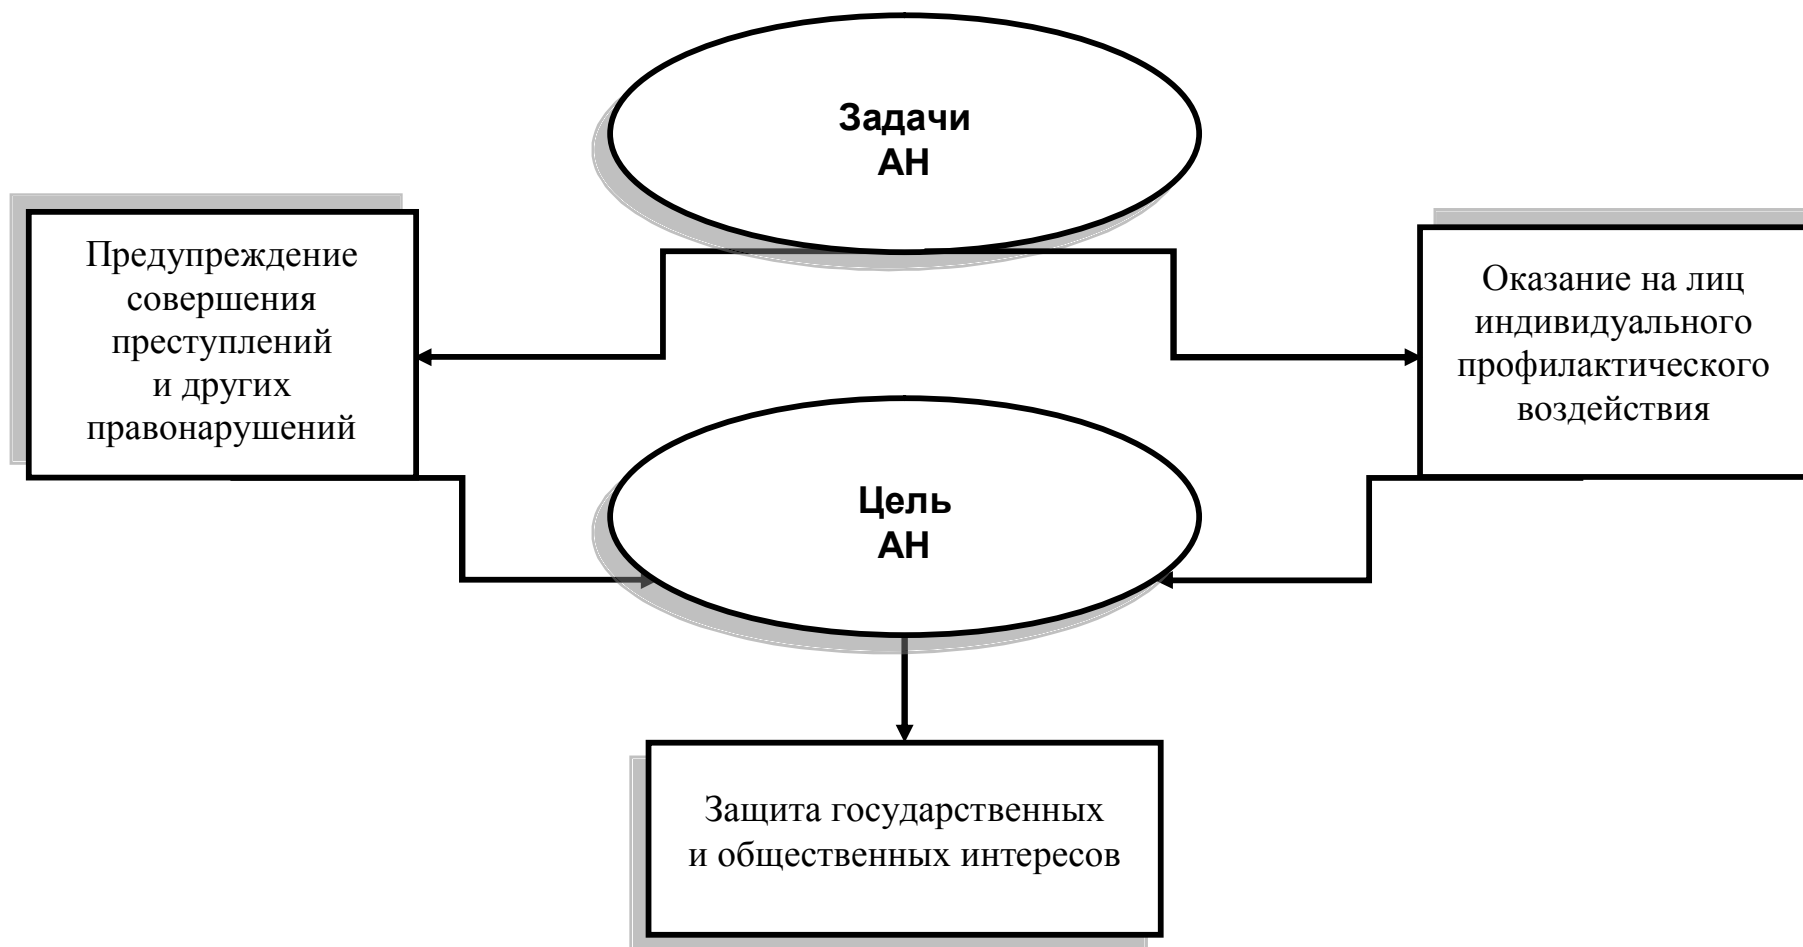 Задачи
АН
Предупреждение
совершения
преступлений
и других
правонарушений
Оказание на лиц
индивидуального
профилактического
воздействия
Цель
АН
Защита государственных
и общественных интересов